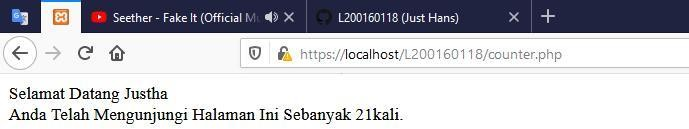 Seether - Fake It (Official Mu
L200160118 (Just Hans)
https://localhost/L200160118/counter.php
Selamat Datang Justha
Anda Telah Mengunjungi Halaman Ini Sebanyak 21kali.